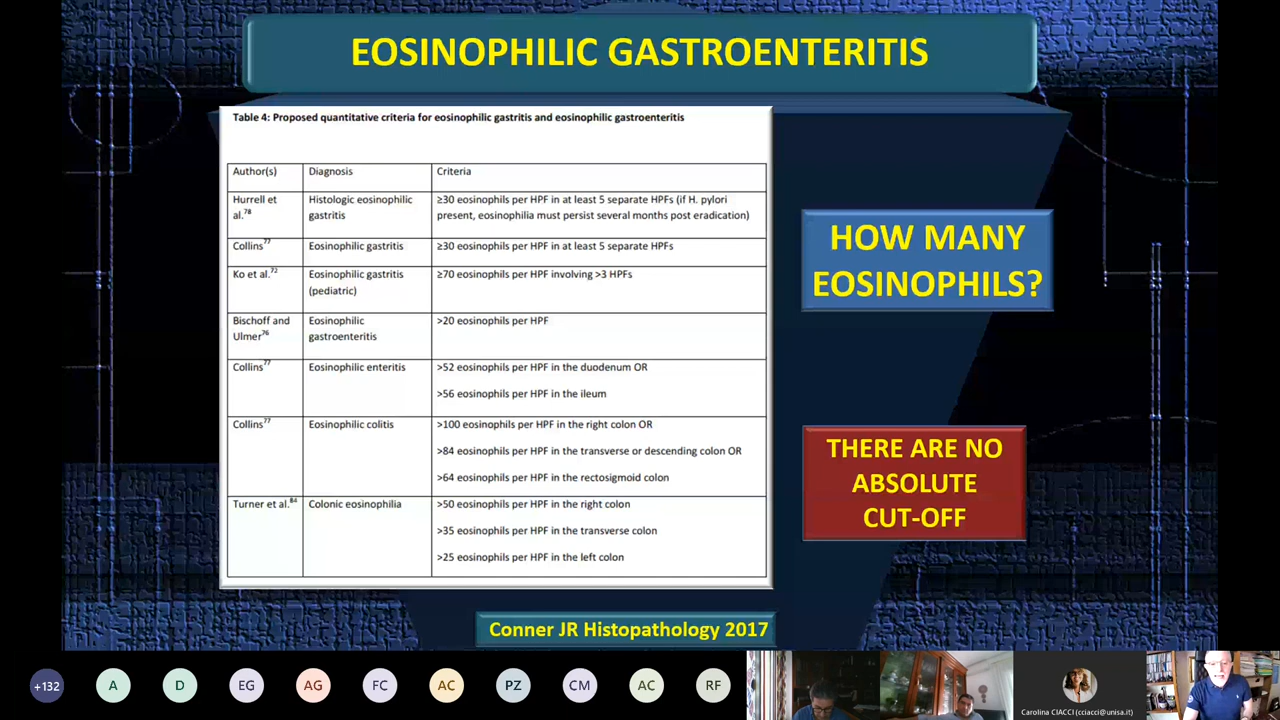 EOSINOPHILIC GASTROENTERITIS
Table 4: Proposed quantitative criteria for eosinophilic gastritis and eosinophilic gastroenteritis
Author(s) Diagnosis Criteria
Hurrell et al.78 Histologic eosinophilic gastritis ≥30 eosinophils per HPF in at least 5 separate HPFs (if H. pylori
present, eosinophilia must persist several months post eradication)
Collins77 Eosinophilic gastritis ≥30 eosinophils per HPF in at least 5 separate HPFs
Ko et al.72 Eosinophilic gastritis (pediatric) ≥70 eosinophils per HPF involving >3 HPFs
Bischoff and Ulmer76 Eosinophilic gastroenteritis >20 eosinophils per HPF
Collins77 Eosinophilic enteritis >52 eosinophils per HPF in the duodenum OR
>56 eosinophils per HPF in the ileum
Collins77 Eosinophilic colitis >100 eosinophils per HPF in the right colon OR
>84 eosinophils per HPF in the transverse or descending colon OR
>64 eosinophils per HPF in the rectosigmoid colon
Turner et al.84 Colonic eosinophilia >50 eosinophils per HPF in the right colon
>35 eosinophils per HPF in the transverse colon
>25 eosinophils per HPF in the left colon
HOW MANY
EOSINOPHILS?
THERE ARE NO
ABSOLUTE
CUT-OFF
Conner JR Histopathology 2017
+132 A D EG AG FC AC PZ CM AC RF
Carolina CIACCI (cciacci@unisa.it)